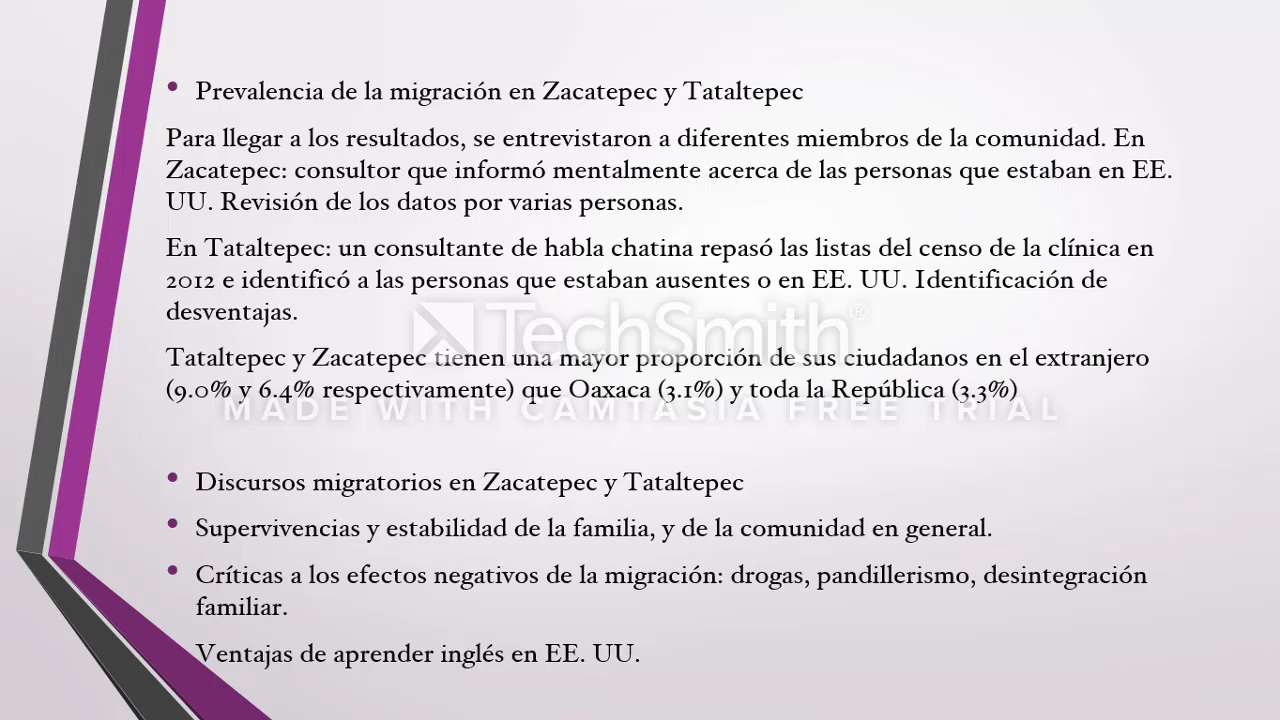 • Prevalencia de la migración en Zacatepec y Tataltepec
Para llegar a los resultados, se entrevistaron a diferentes miembros de la comunidad. En
Zacatepec: consultor que informó mentalmente acerca de las personas que estaban en EE.
UU. Revisión de los datos por varias personas.
En Tataltepec: un consultante de habla chatina repasó las listas del censo de la clínica en
2012 e identificó a las personas que estaban ausentes o en EE. UU. Identificación de
desventajas.
TechSmith®
Tataltepec y Zacatepec tienen una mayor proporción de sus ciudadanos en el extranjero
(9.0% y 6.4% respectivamente) que Oaxaca (3.1%) y toda la República (3.3%)
MADE WITH CAMTASIA FREE TRIAL
• Discursos migratorios en Zacatepec y Tataltepec
• Supervivencias y estabilidad de la familia, y de la comunidad en general.
• Críticas a los efectos negativos de la migración: drogas, pandillerismo, desintegración
familiar.
Ventajas de aprender inglés en EE. UU.